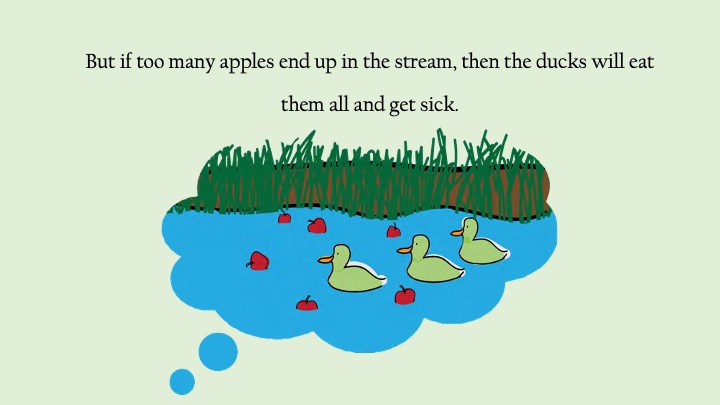 But if too many apples end up in the stream, then the ducks will eat
them all and get sick.